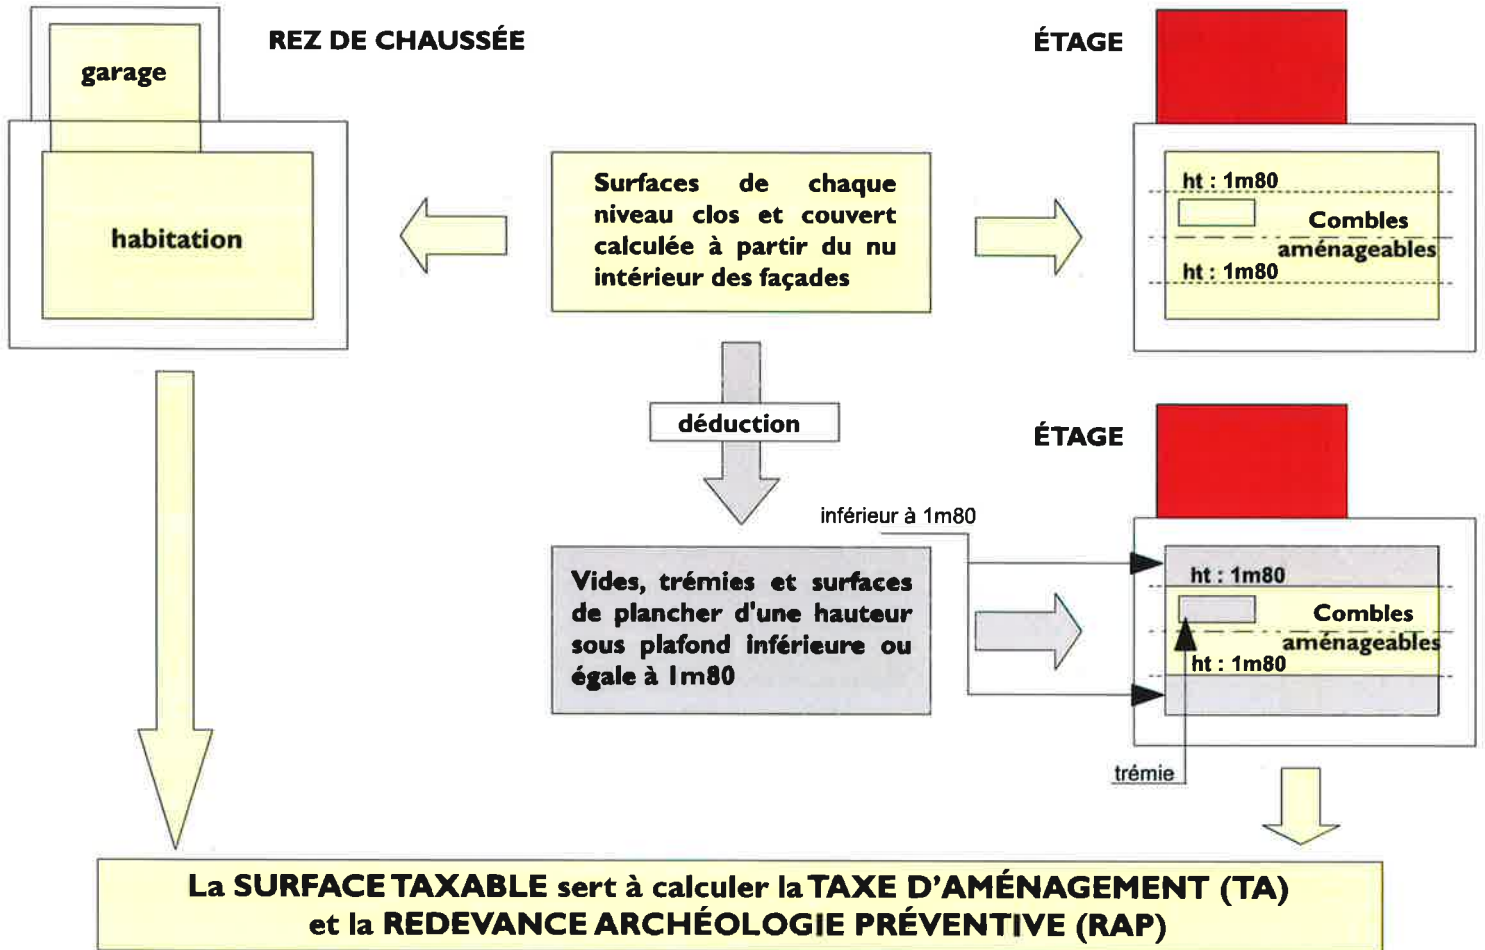 REZ DE CHAUSSÉE
garage
habitation
Surfaces de chaque
niveau clos et couvert
calculée à partir du nu
intérieur des façades
ÉTAGE
ht : 1m80
Combles
aménageables
ht : 1m80
déduction
Vides, trémies et surfaces
de plancher d'une hauteur
sous plafond inférieure ou
égale à 1m80
inférieur à 1m80
ÉTAGE
ht : 1m80
Combles
aménageables
ht : 1m80
trémie
La SURFACE TAXABLE sert à calculer la TAXE D’AMÉNAGEMENT (TA)
et la REDEVANCE ARCHÉOLOGIE PRÉVENTIVE (RAP)